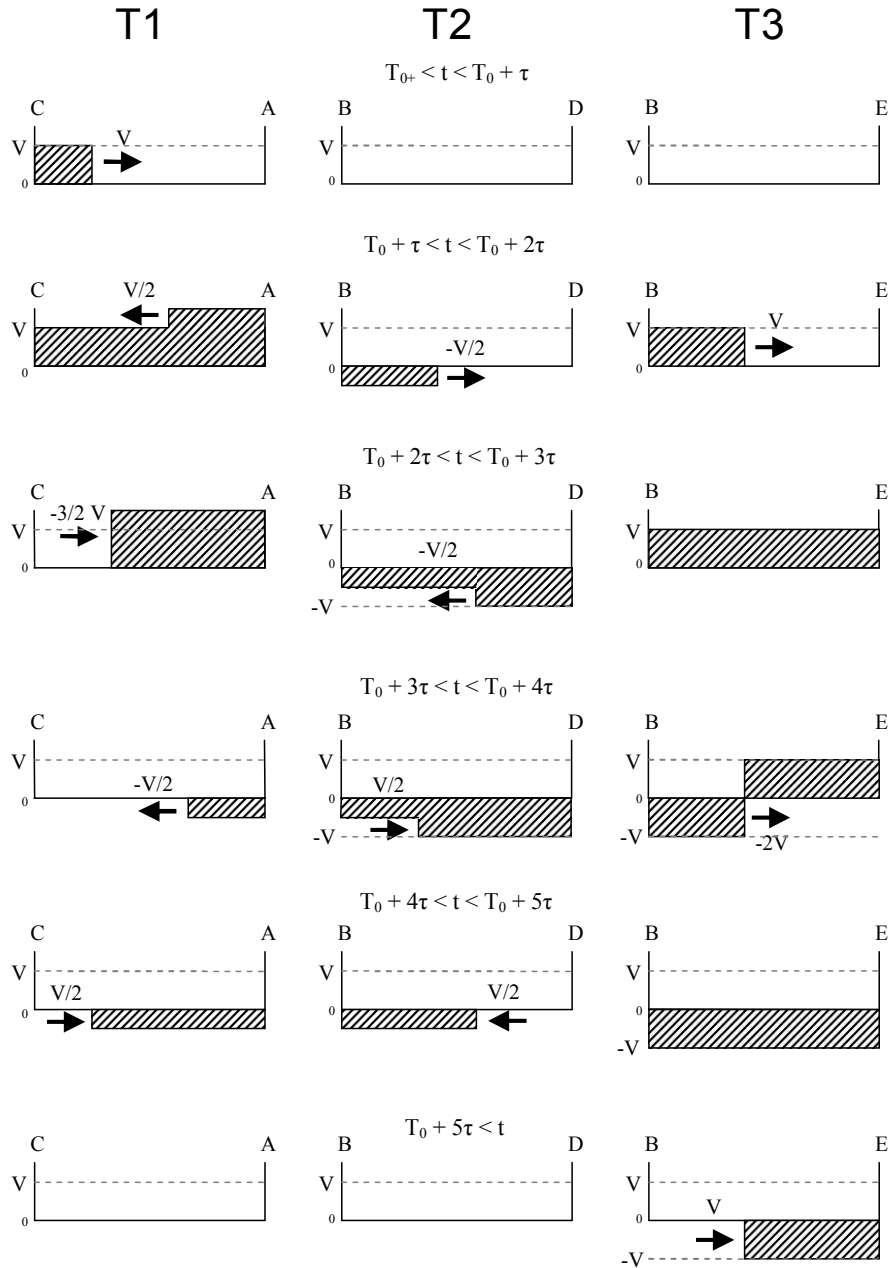 T1 T2 T3
T₀₊ < t < T₀ + τ
C A B D B E
V V V V
0 0 0
T₀ + τ < t < T₀ + 2τ
C V/2 A B D B E
V V V V
-V/2
0 0 0
T₀ + 2τ < t < T₀ + 3τ
C A B D B E
-3/2 V
V V V
-V/2
0 0 0
-V
T₀ + 3τ < t < T₀ + 4τ
C A B D B E
V V V
-V/2 V/2
0 0 0
-V -V -2V
T₀ + 4τ < t < T₀ + 5τ
C A B D B E
V V V
V/2 V/2
0 0 0
-V
T₀ + 5τ < t
C A B D B E
V V V V
0 0 0
-V